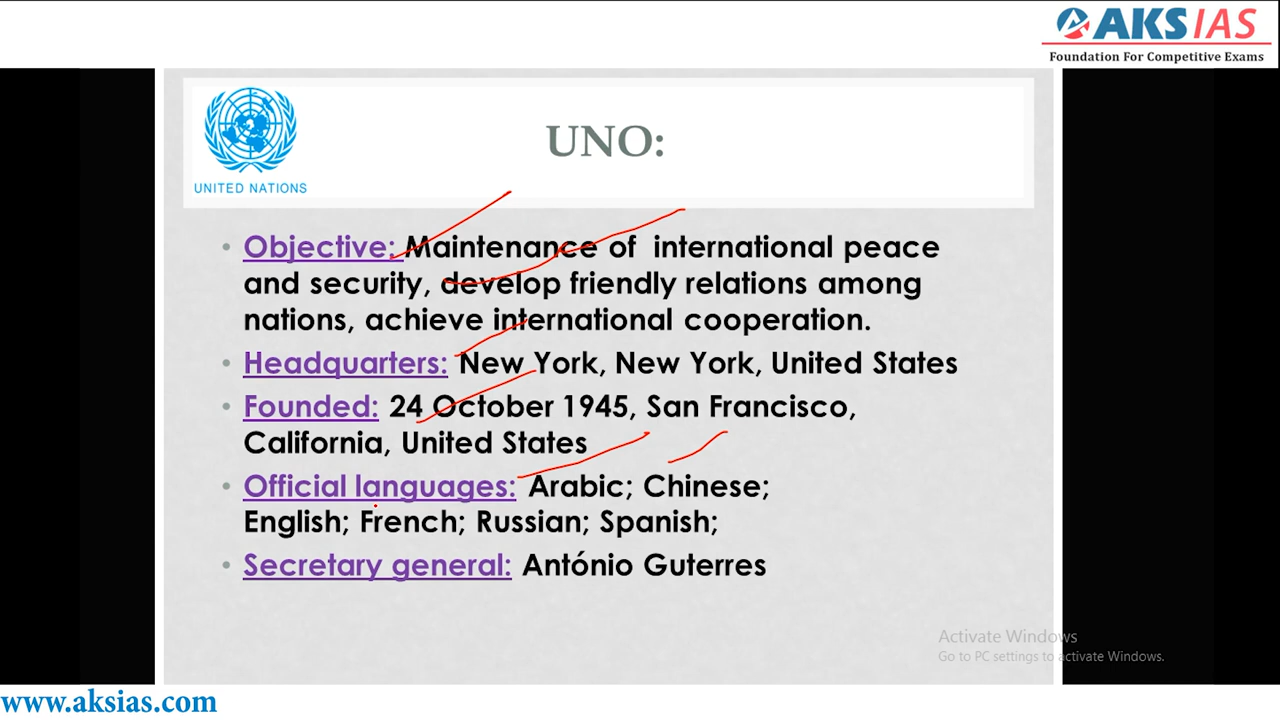 AKS IAS
Foundation For Competitive Exams
UNITED NATIONS
UNO:
• Objective: Maintenance of international peace
and security, develop friendly relations among
nations, achieve international cooperation.
• Headquarters: New York, New York, United States
• Founded: 24 October 1945, San Francisco,
California, United States
• Official languages: Arabic; Chinese;
English; French; Russian; Spanish;
• Secretary general: António Guterres
Activate Windows
Go to PC settings to activate Windows.
www.aksias.com